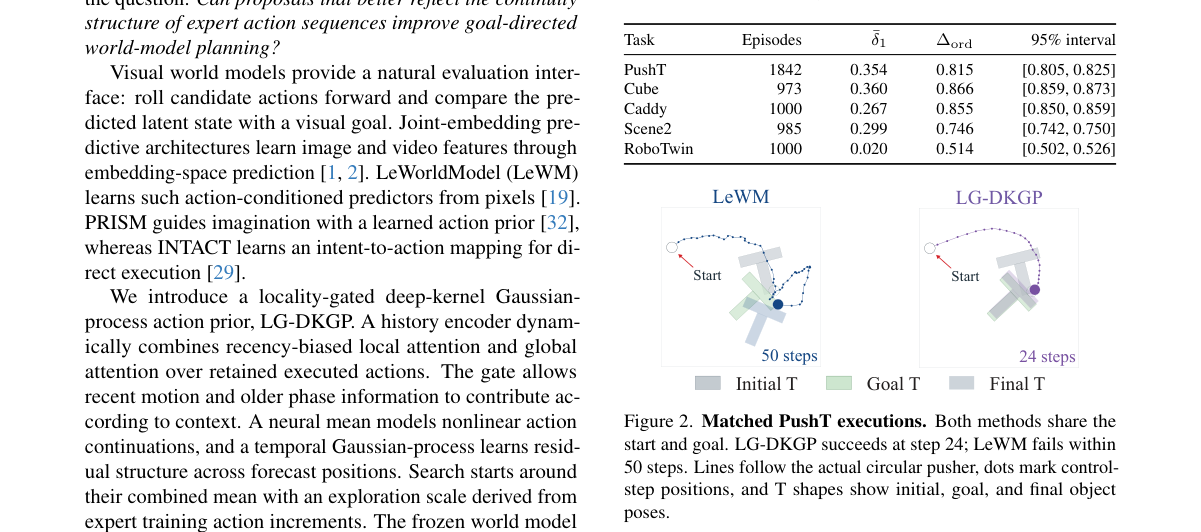 the question: Can proposals that better reflect the continuity
structure of expert action sequences improve goal-directed
world-model planning?
Visual world models provide a natural evaluation inter-
face: roll candidate actions forward and compare the pre-
dicted latent state with a visual goal. Joint-embedding pre-
dictive architectures learn image and video features through
embedding-space prediction [1, 2]. LeWorldModel (LeWM)
learns such action-conditioned predictors from pixels [19].
PRISM guides imagination with a learned action prior [32],
whereas INTACT learns an intent-to-action mapping for di-
rect execution [29].
We introduce a locality-gated deep-kernel Gaussian-
process action prior, LG-DKGP. A history encoder dynam-
ically combines recency-biased local attention and global
attention over retained executed actions. The gate allows
recent motion and older phase information to contribute ac-
cording to context. A neural mean models nonlinear action
continuations, and a temporal Gaussian-process learns resid-
ual structure across forecast positions. Search starts around
their combined mean with an exploration scale derived from
expert training action increments. The frozen world model
Task Episodes δ̄₁ Δord 95% interval
PushT 1842 0.354 0.815 [0.805, 0.825]
Cube 973 0.360 0.866 [0.859, 0.873]
Caddy 1000 0.267 0.855 [0.850, 0.859]
Scene2 985 0.299 0.746 [0.742, 0.750]
RoboTwin 1000 0.020 0.514 [0.502, 0.526]
LeWM LG-DKGP
Start Start
50 steps 24 steps
Initial T Goal T Final T
Figure 2. Matched PushT executions. Both methods share the
start and goal. LG-DKGP succeeds at step 24; LeWM fails within
50 steps. Lines follow the actual circular pusher, dots mark control-
step positions, and T shapes show initial, goal, and final object
poses.